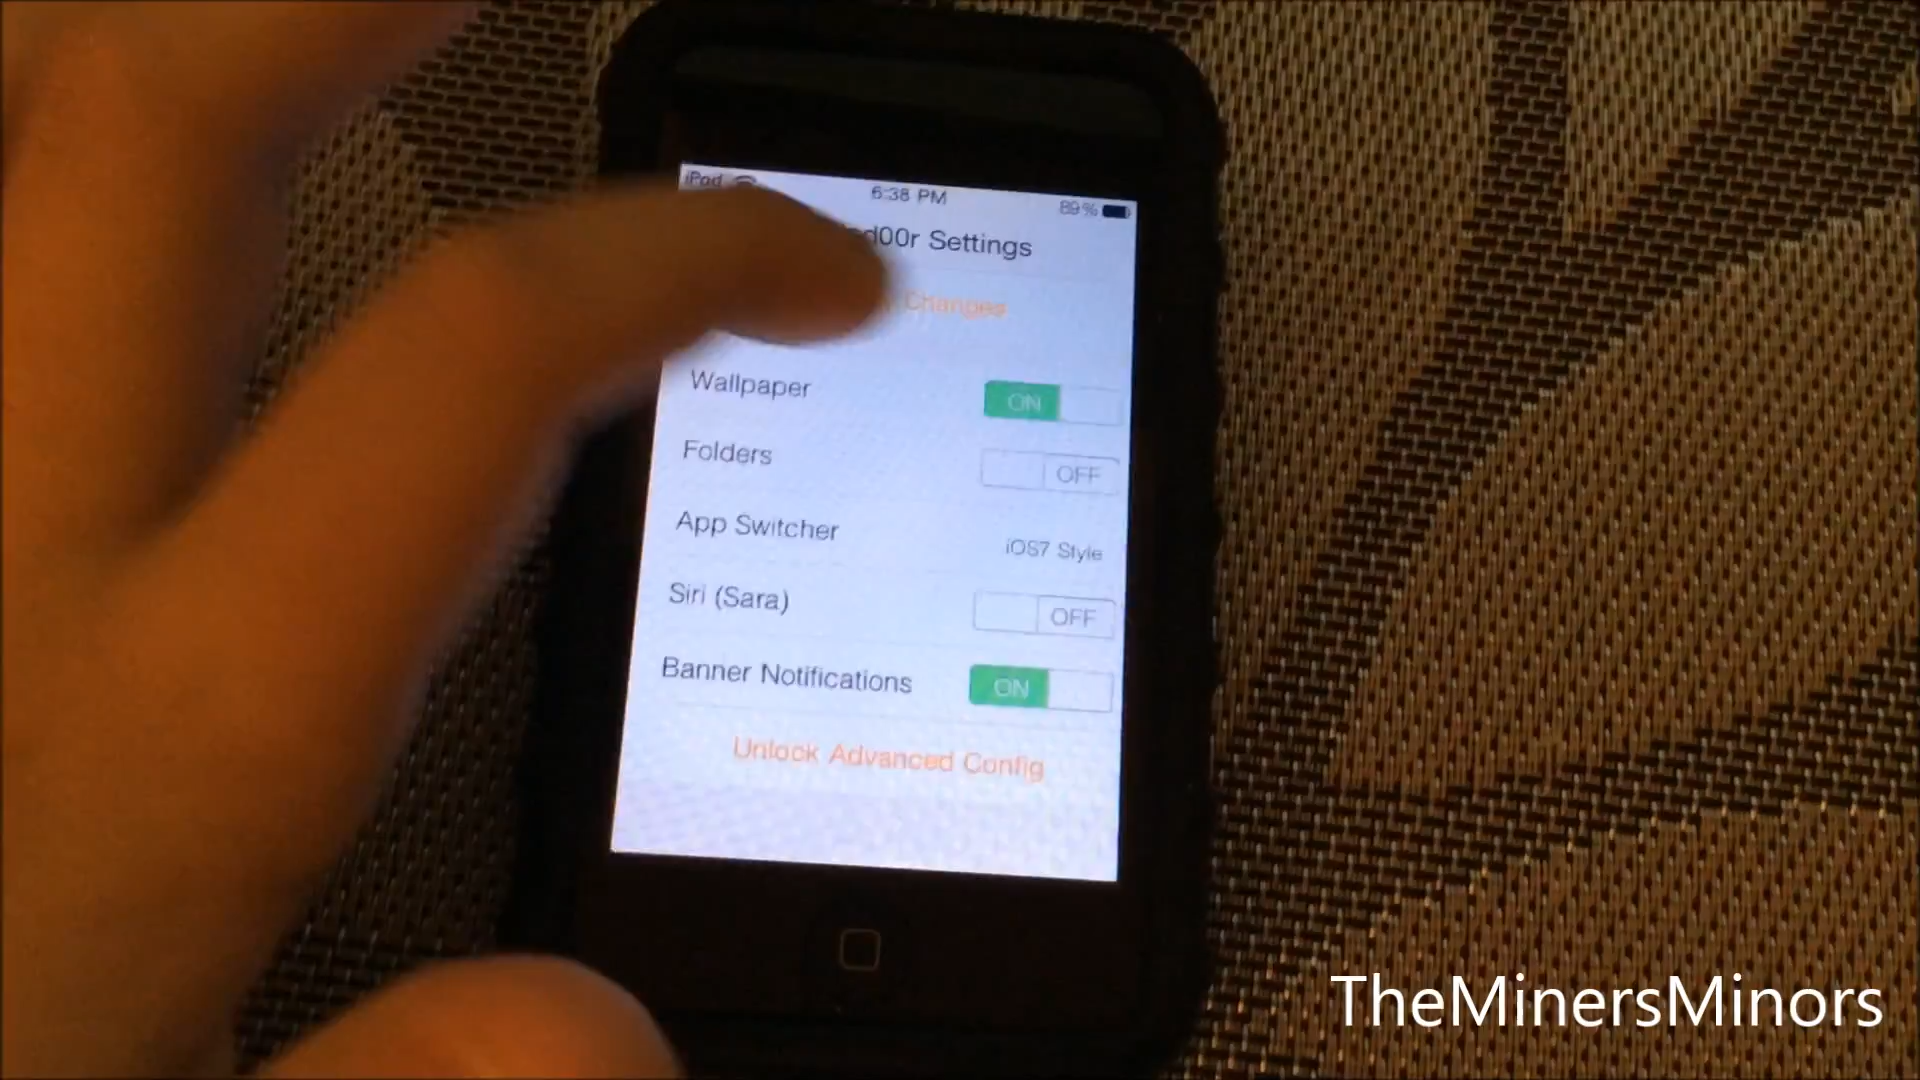 iPod 6:38 PM 89%
Settings
Changes
Wallpaper ON
Folders OFF
App Switcher iOS7 Style
Siri (Sara) OFF
Banner Notifications ON
Unlock Advanced Config
TheMinersMinors